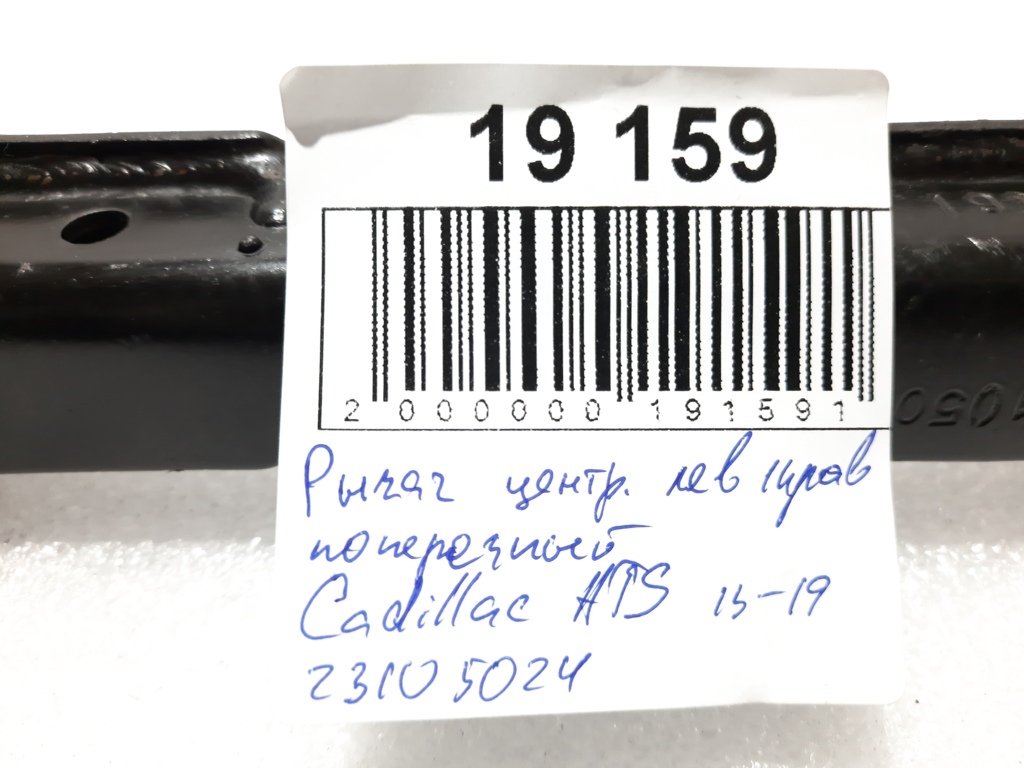 19 159
2 000000 191591
Рычаг центр. лев/прав
поперечный
Cadillac ATS 13-19
23105024